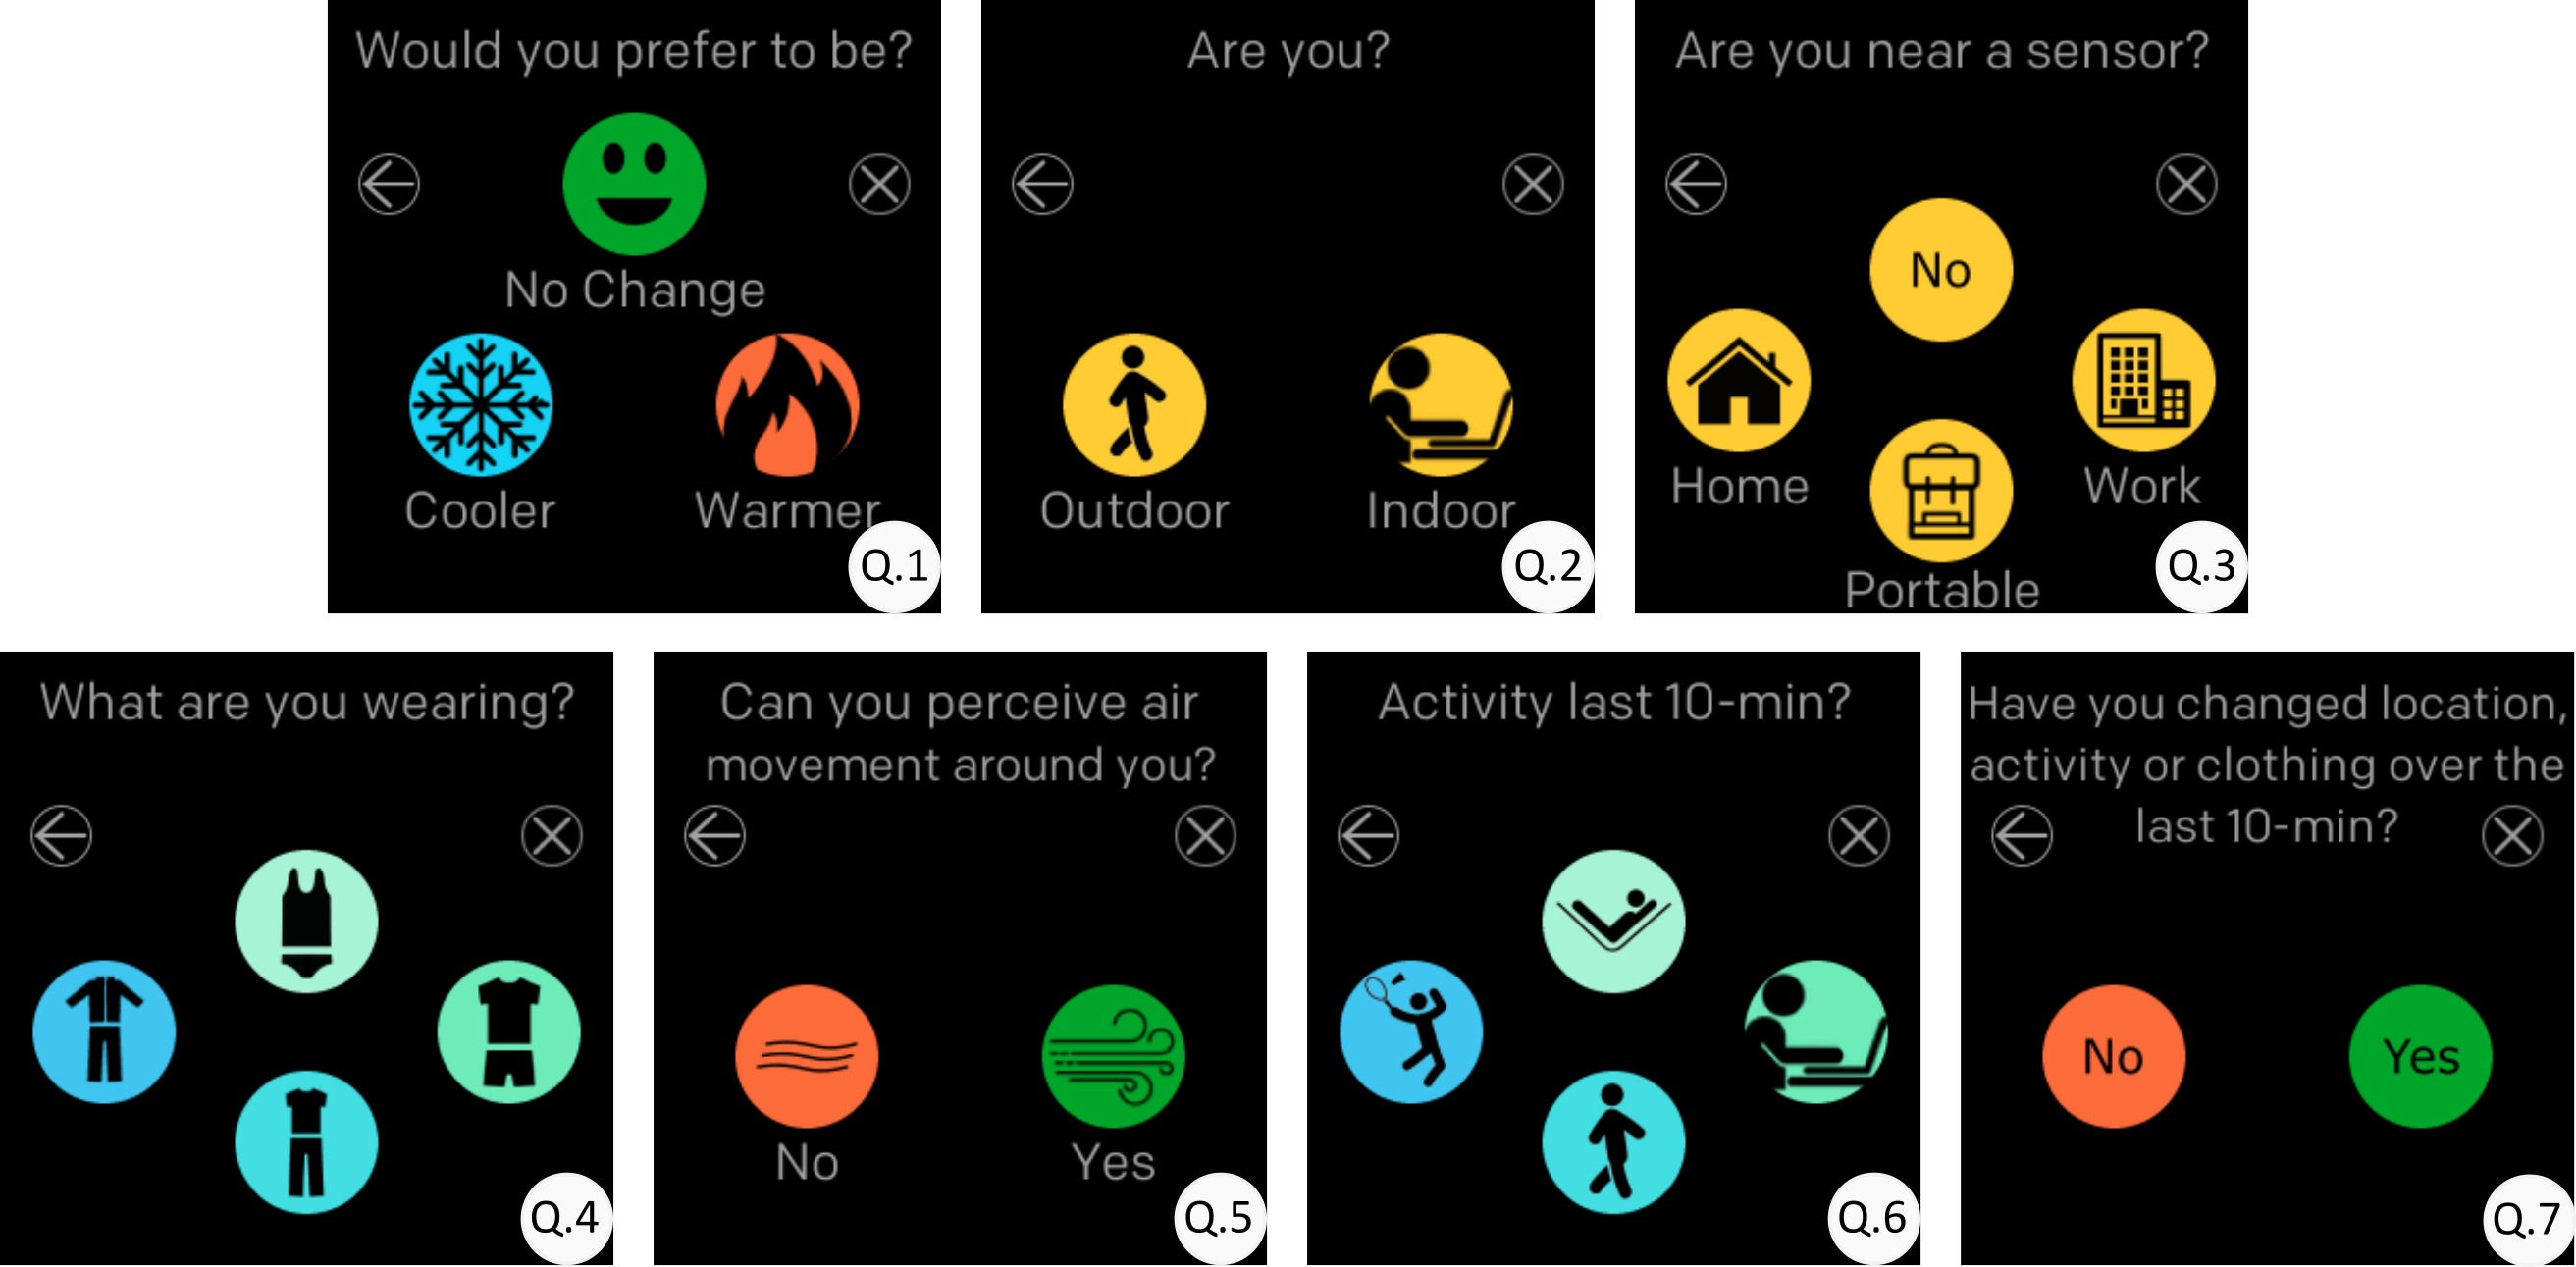 Would you prefer to be?
No Change
Cooler
Warmer
Q.1
Are you?
Outdoor
Indoor
Q.2
Are you near a sensor?
No
Home
Work
Portable
Q.3
What are you wearing?
Q.4
Can you perceive air
movement around you?
No
Yes
Q.5
Activity last 10-min?
Q.6
Have you changed location,
activity or clothing over the
last 10-min?
No
Yes
Q.7